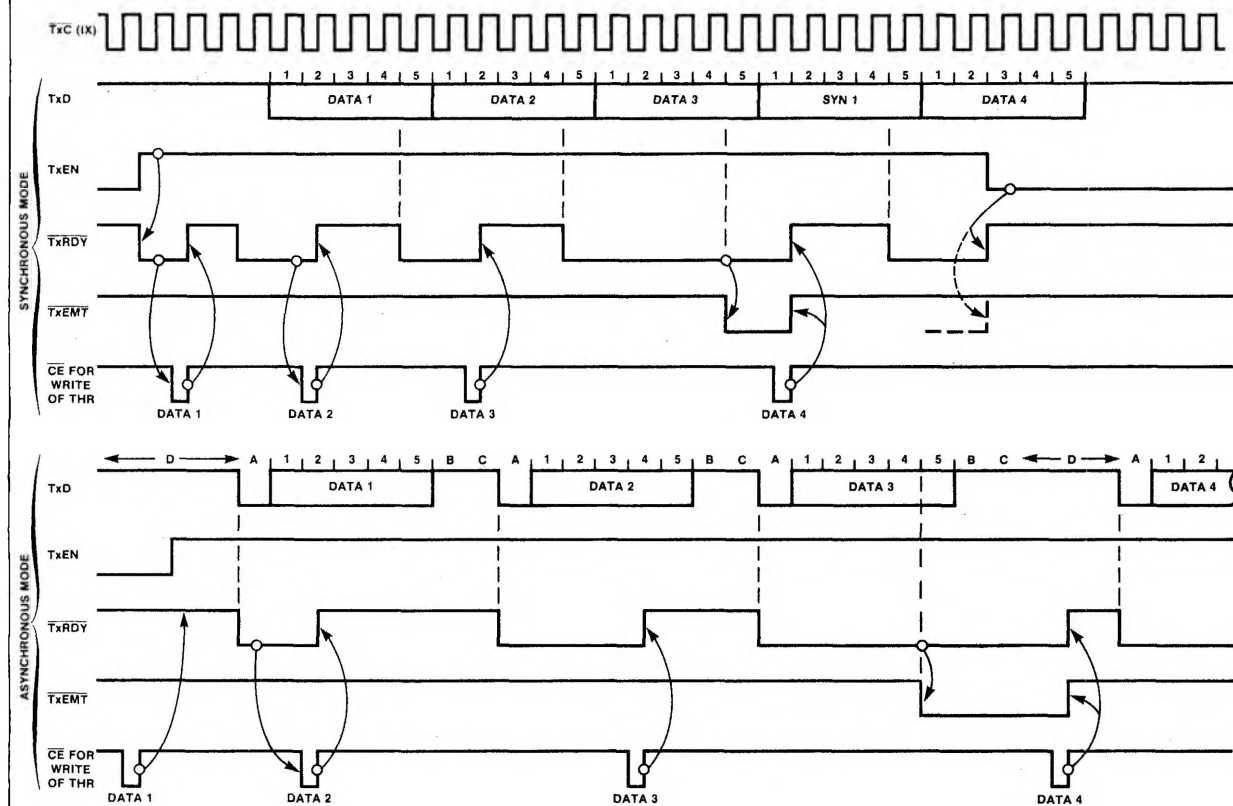 TxC (IX)
SYNCHRONOUS MODE
1 2 3 4 5 1 2 3 4 5 1 2 3 4 5 1 2 3 4 5 1 2 3 4 5
TxD
DATA 1 DATA 2 DATA 3 SYN 1 DATA 4
TxEN
TxRDY
TxEMT
CE FOR
WRITE
OF THR
DATA 1 DATA 2 DATA 3 DATA 4
ASYNCHRONOUS MODE
D A 1 2 3 4 5 B C A 1 2 3 4 5 B C A 1 2 3 4 5 B C D A 1 2
TxD
DATA 1 DATA 2 DATA 3 DATA 4
TxEN
TxRDY
TxEMT
CE FOR
WRITE
OF THR
DATA 1 DATA 2 DATA 3 DATA 4